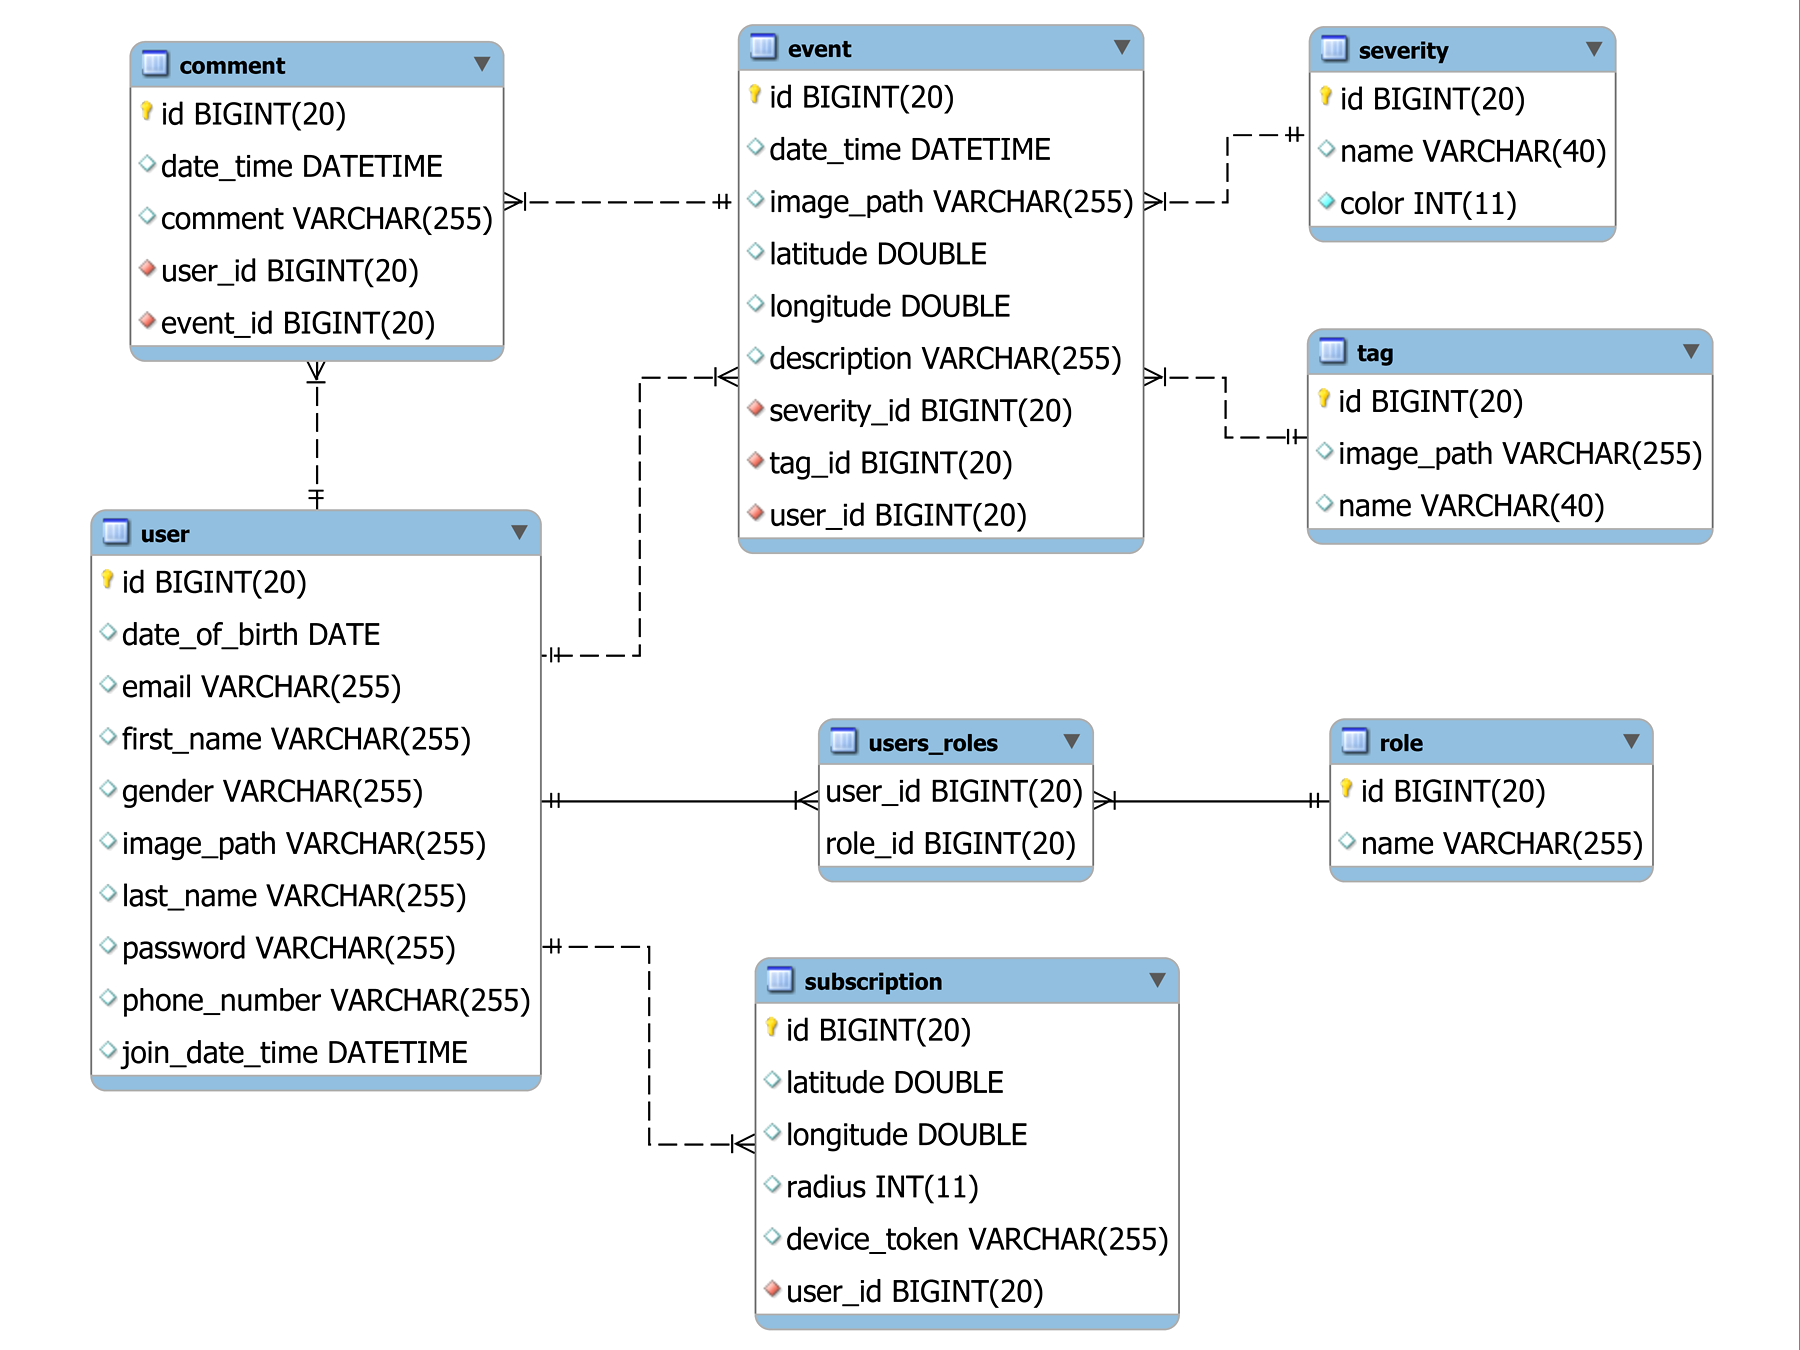 comment
id BIGINT(20)
date_time DATETIME
comment VARCHAR(255)
user_id BIGINT(20)
event_id BIGINT(20)
event
id BIGINT(20)
date_time DATETIME
image_path VARCHAR(255)
latitude DOUBLE
longitude DOUBLE
description VARCHAR(255)
severity_id BIGINT(20)
tag_id BIGINT(20)
user_id BIGINT(20)
severity
id BIGINT(20)
name VARCHAR(40)
color INT(11)
tag
id BIGINT(20)
image_path VARCHAR(255)
name VARCHAR(40)
user
id BIGINT(20)
date_of_birth DATE
email VARCHAR(255)
first_name VARCHAR(255)
gender VARCHAR(255)
image_path VARCHAR(255)
last_name VARCHAR(255)
password VARCHAR(255)
phone_number VARCHAR(255)
join_date_time DATETIME
users_roles
user_id BIGINT(20)
role_id BIGINT(20)
role
id BIGINT(20)
name VARCHAR(255)
subscription
id BIGINT(20)
latitude DOUBLE
longitude DOUBLE
radius INT(11)
device_token VARCHAR(255)
user_id BIGINT(20)